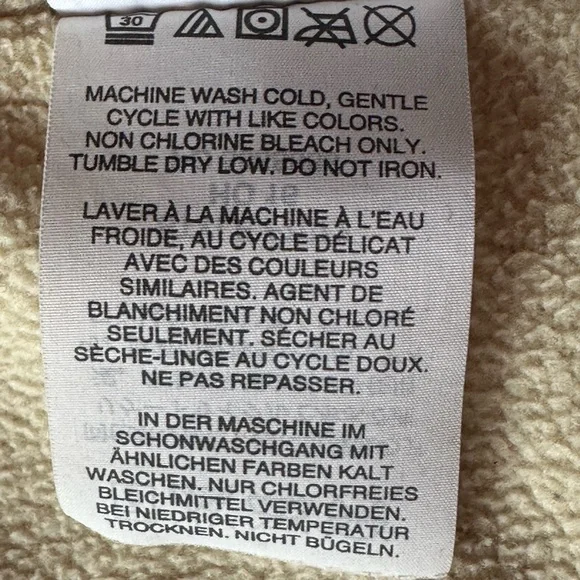 30
MACHINE WASH COLD, GENTLE
CYCLE WITH LIKE COLORS.
NON CHLORINE BLEACH ONLY.
TUMBLE DRY LOW. DO NOT IRON.
LAVER À LA MACHINE À L'EAU
FROIDE, AU CYCLE DÉLICAT
AVEC DES COULEURS
SIMILAIRES. AGENT DE
BLANCHIMENT NON CHLORÉ
SEULEMENT. SÉCHER AU
SÈCHE-LINGE AU CYCLE DOUX.
NE PAS REPASSER.
IN DER MASCHINE IM
SCHONWASCHGANG MIT
ÄHNLICHEN FARBEN KALT
WASCHEN. NUR CHLORFREIES
BLEICHMITTEL VERWENDEN.
BEI NIEDRIGER TEMPERATUR
TROCKNEN. NICHT BÜGELN.